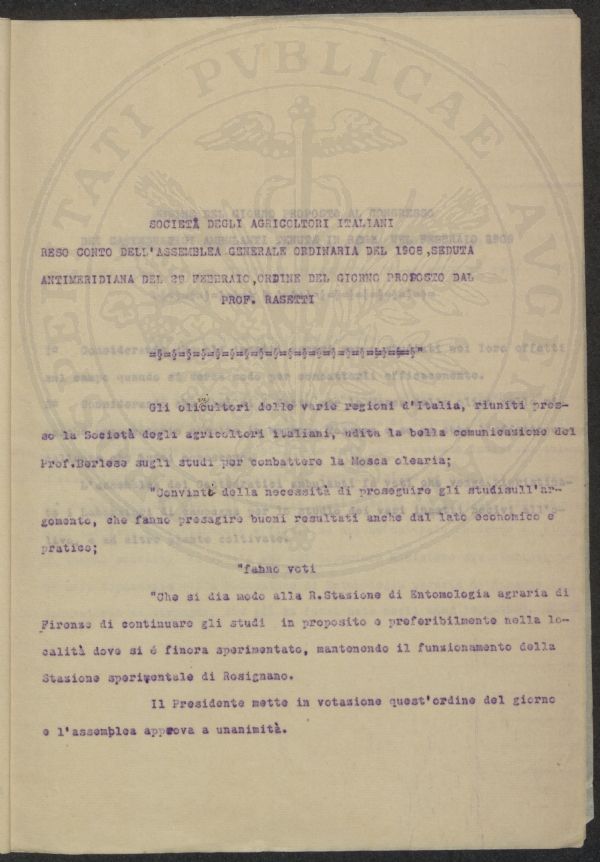 SOCIETÀ DEGLI AGRICOLTORI ITALIANI
RESO CONTO DELL'ASSEMBLEA GENERALE ORDINARIA DEL 1908,SEDUTA
ANTIMERIDIANA DEL 29 FEBBRAIO,ORDINE DEL GIORNO PROPOSTO DAL
PROF. RASETTI
Gli olicultori delle varie regioni d'Italia, riuniti pres-
so la Società degli agricoltori italiani, udita la bella comunicazione del
Prof.Berlese sugli studi per combattere la Mosca olearia;
"Convinti della necessità di proseguire gli studisull'ar-
gomento, che fanno presagire buoni resultati anche dal lato economico e
pratico;
"fanno voti
"Che si dia modo alla R.Stazione di Entomologia agraria di
Firenze di continuare gli studi in proposito e preferibilmente nella lo-
calità dove si é finora sperimentato, mantenendo il funzionamento della
Stazione sperimentale di Rosignano.
Il Presidente mette in votazione quest'ordine del giorno
e l'assemblea approva a unanimità.